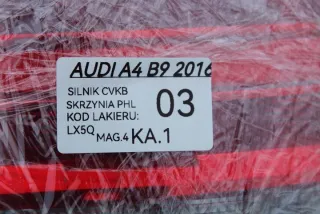 AUDI A4 B9 2016
SILNIK CVKB
SKRZYNIA PHL
KOD LAKIERU:
LX5Q
03
MAG.4 KA.1